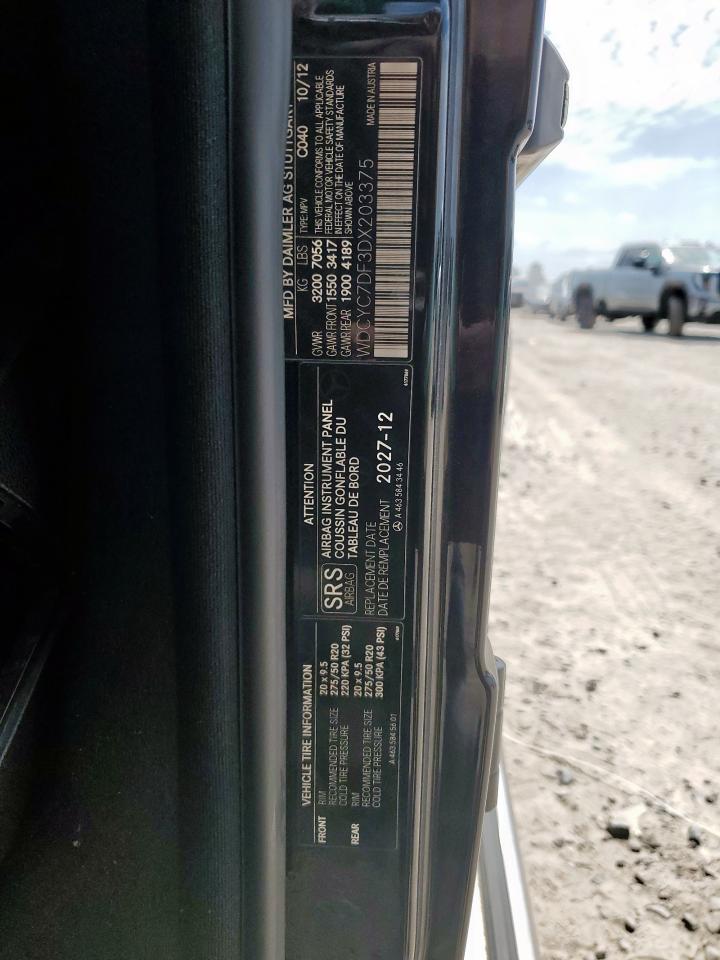 MFD BY DAIMLER AG STUTTGART
KG LBS TYPE: MPV C040 10/12
GVWR 3200 7056
GAWR FRONT 1550 3417
GAWR REAR 1900 4189
THIS VEHICLE CONFORMS TO ALL APPLICABLE
FEDERAL MOTOR VEHICLE SAFETY STANDARDS
IN EFFECT ON THE DATE OF MANUFACTURE
SHOWN ABOVE
WDCYC7DF3DX203375
MADE IN AUSTRIA
ATTENTION
SRS
AIRBAG
AIRBAG INSTRUMENT PANEL
COUSSIN GONFLABLE DU
TABLEAU DE BORD
REPLACEMENT DATE
DATE DE REMPLACEMENT
2027-12
A 463 584 34 46
VEHICLE TIRE INFORMATION
FRONT RIM 20 x 9.5
RECOMMENDED TIRE SIZE 275/50 R20
COLD TIRE PRESSURE 220 KPA (32 PSI)
REAR RIM 20 x 9.5
RECOMMENDED TIRE SIZE 275/50 R20
COLD TIRE PRESSURE 300 KPA (43 PSI)
A 463 584 56 01